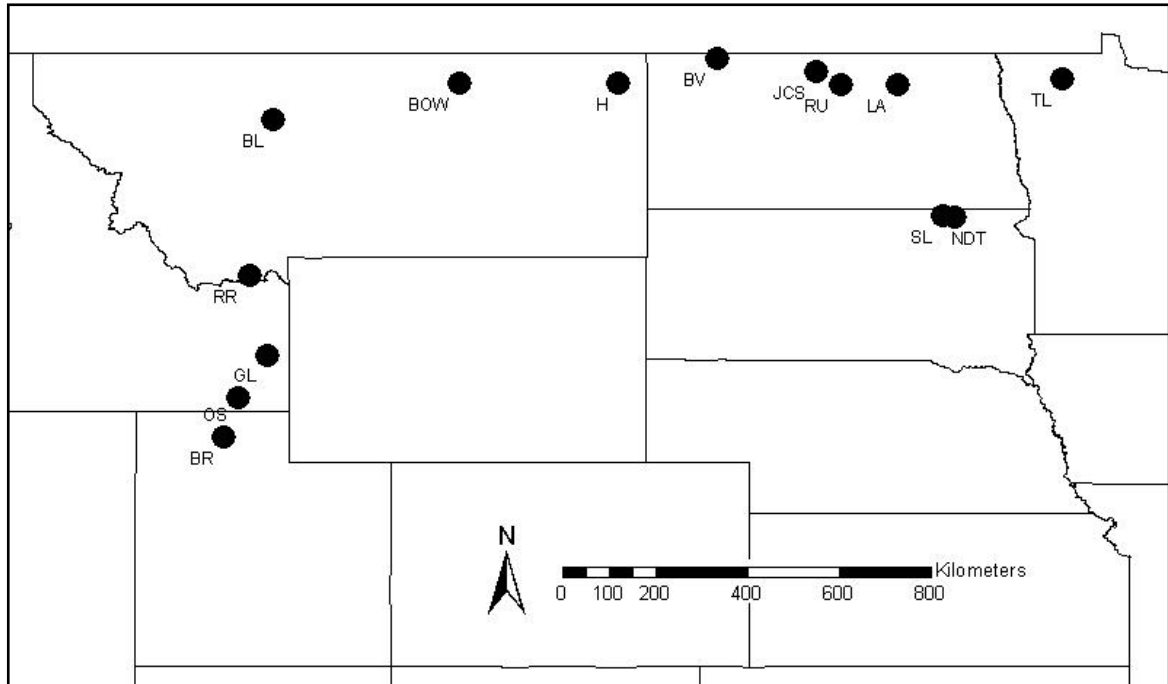 BV
JCS
RU
LA
TL
BOW
H
BL
SL
NDT
RR
GL
OS
BR
N
Kilometers
0 100 200 400 600 800